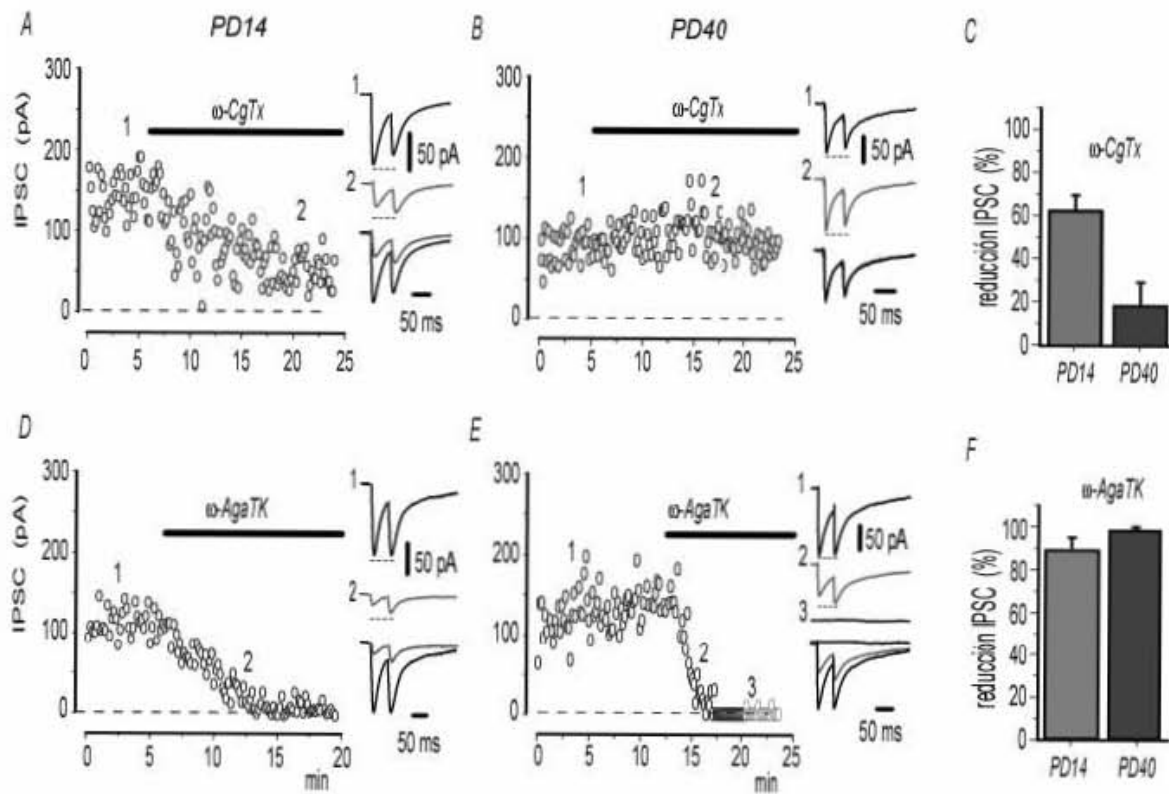 A
PD14
B
PD40
C
300
200
100
0
IPSC (pA)
1
ω-CgTx
2
0 5 10 15 20 25
1
50 pA
2
50 ms
300
200
100
0
1
ω-CgTx
2
0 5 10 15 20 25
1
50 pA
2
50 ms
reducción IPSC (%)
100
80
60
40
20
0
ω-CgTx
PD14 PD40
D
E
F
300
200
100
0
IPSC (pA)
1
ω-AgaTK
2
0 5 10 15 20
min
1
50 pA
2
50 ms
300
200
100
0
1
ω-AgaTK
2
3
0 5 10 15 20 25
min
1
50 pA
2
3
50 ms
reducción IPSC (%)
100
80
60
40
20
0
ω-AgaTK
PD14 PD40